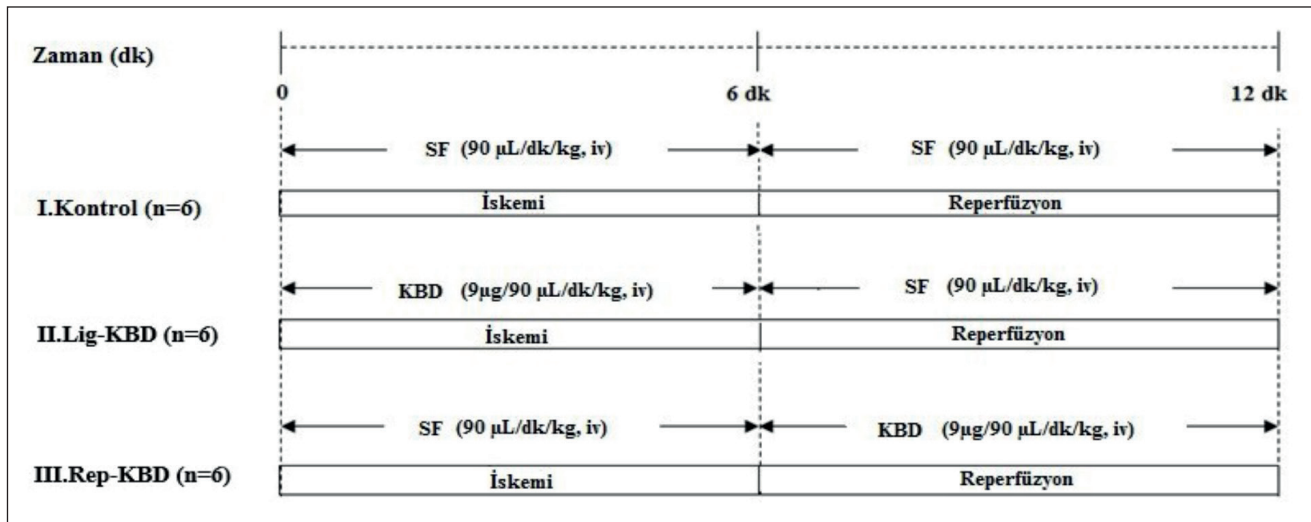 Zaman (dk)
0 6 dk 12 dk
SF (90 µL/dk/kg, iv) SF (90 µL/dk/kg, iv)
I.Kontrol (n=6) İskemi Reperfüzyon
KBD (9µg/90 µL/dk/kg, iv) SF (90 µL/dk/kg, iv)
II.Lig-KBD (n=6) İskemi Reperfüzyon
SF (90 µL/dk/kg, iv) KBD (9µg/90 µL/dk/kg, iv)
III.Rep-KBD (n=6) İskemi Reperfüzyon